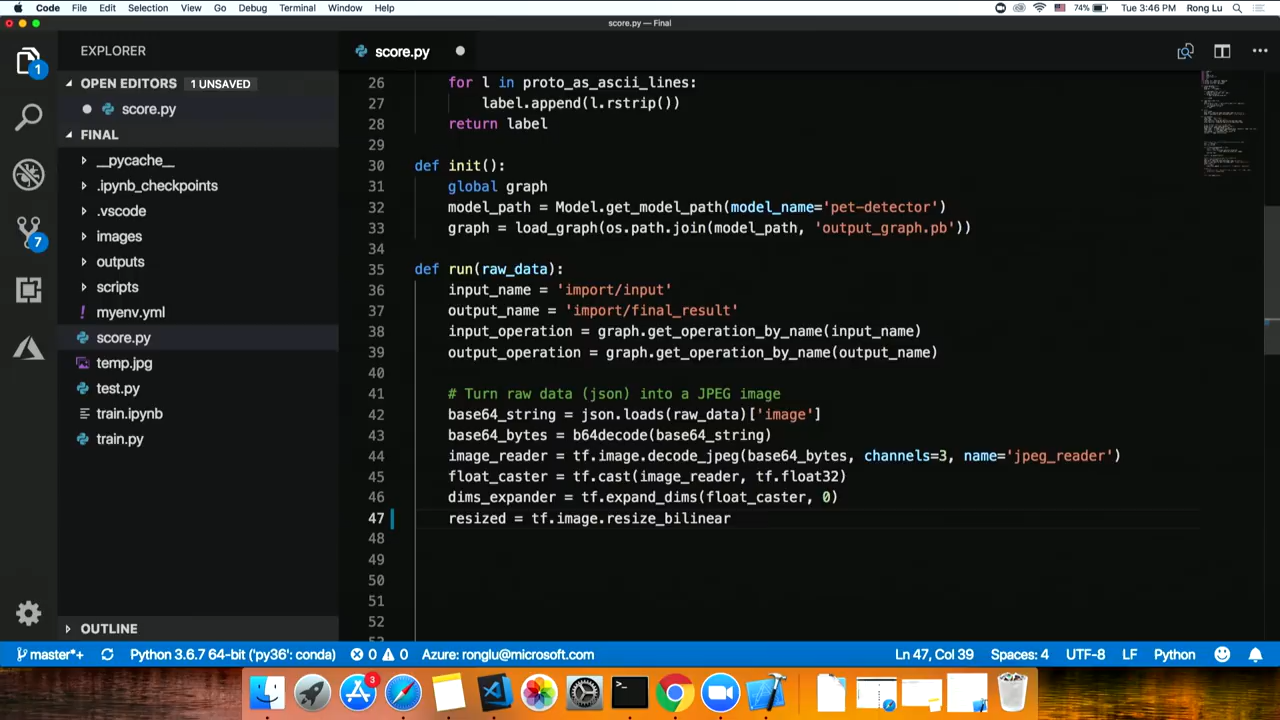 Code File Edit Selection View Go Debug Terminal Window Help 74% Tue 3:46 PM Rong Lu
score.py — Final
EXPLORER
OPEN EDITORS 1 UNSAVED
score.py
FINAL
__pycache__
.ipynb_checkpoints
.vscode
images
outputs
scripts
myenv.yml
score.py
temp.jpg
test.py
train.ipynb
train.py
OUTLINE
1
7
score.py
26 for l in proto_as_ascii_lines:
27 label.append(l.rstrip())
28 return label
29
30 def init():
31 global graph
32 model_path = Model.get_model_path(model_name='pet-detector')
33 graph = load_graph(os.path.join(model_path, 'output_graph.pb'))
34
35 def run(raw_data):
36 input_name = 'import/input'
37 output_name = 'import/final_result'
38 input_operation = graph.get_operation_by_name(input_name)
39 output_operation = graph.get_operation_by_name(output_name)
40
41 # Turn raw data (json) into a JPEG image
42 base64_string = json.loads(raw_data)['image']
43 base64_bytes = b64decode(base64_string)
44 image_reader = tf.image.decode_jpeg(base64_bytes, channels=3, name='jpeg_reader')
45 float_caster = tf.cast(image_reader, tf.float32)
46 dims_expander = tf.expand_dims(float_caster, 0)
47 resized = tf.image.resize_bilinear
48
49
50
51
52
master*+ Python 3.6.7 64-bit ('py36': conda) 0 0 Azure: ronglu@microsoft.com Ln 47, Col 39 Spaces: 4 UTF-8 LF Python
3